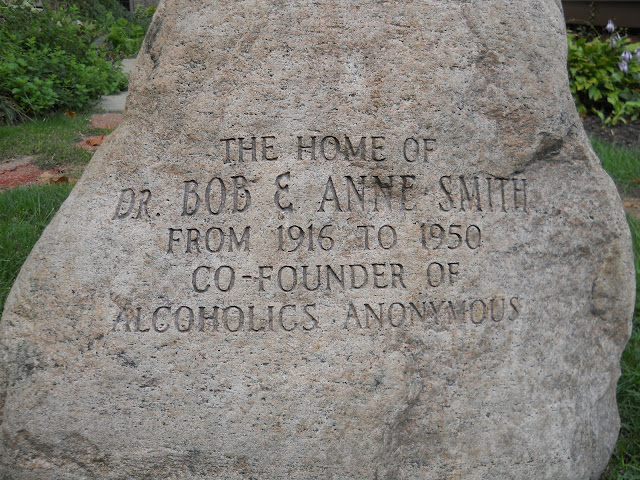 THE HOME OF
DR. BOB & ANNE SMITH
FROM 1916 TO 1950
CO-FOUNDER OF
ALCOHOLICS ANONYMOUS